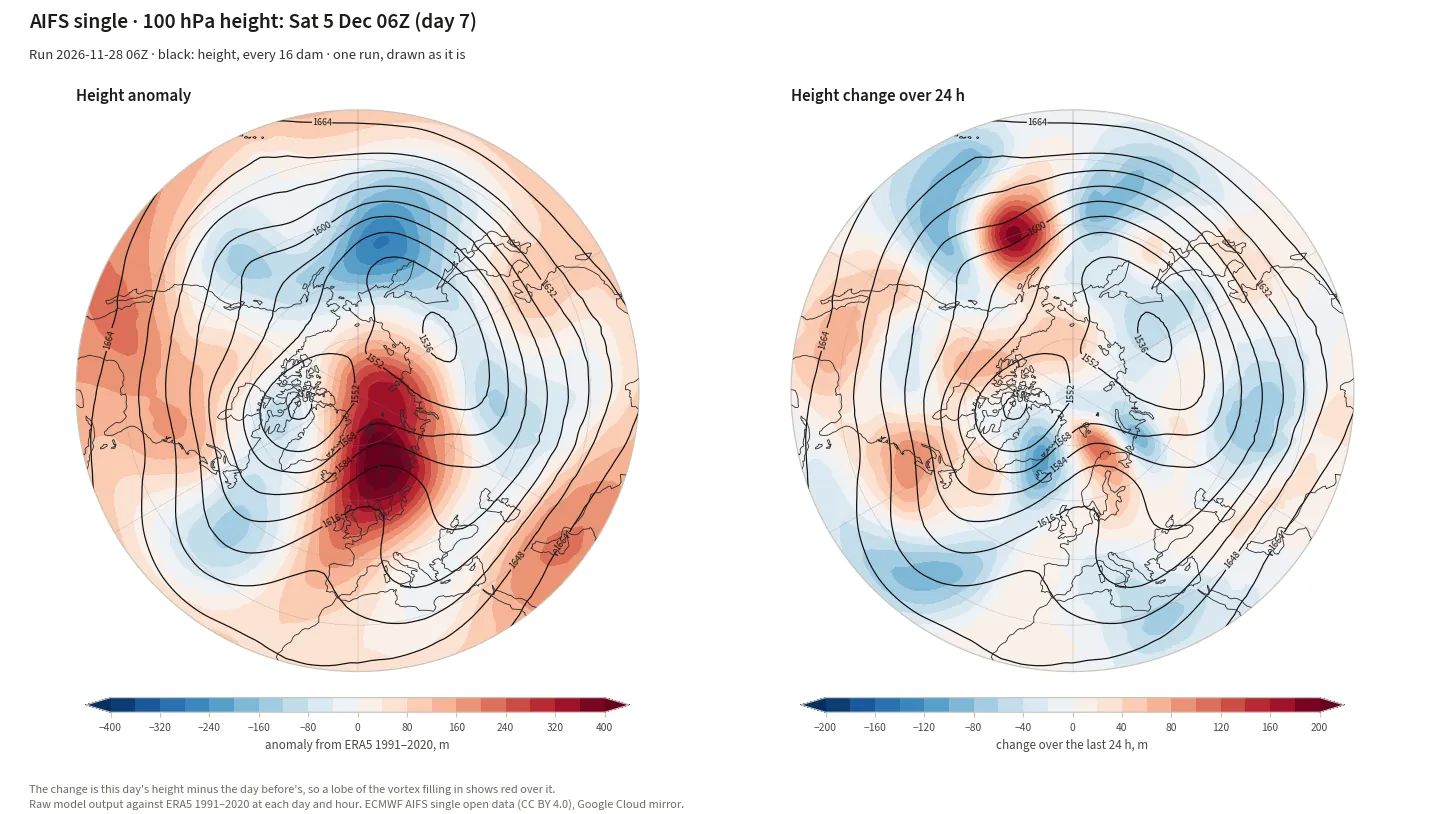 AIFS single · 100 hPa height: Sat 5 Dec 06Z (day 7)
Run 2026-11-28 06Z · black: height, every 16 dam · one run, drawn as it is
Height anomaly
Height change over 24 h
1664
1600
1632
1664
1536
1552
1552
1568
1584
1616
1648
1664
1664
1600
1632
1664
1536
1552
1552
1568
1584
1616
1648
1664
−400 −320 −240 −160 −80 0 80 160 240 320 400
anomaly from ERA5 1991–2020, m
−200 −160 −120 −80 −40 0 40 80 120 160 200
change over the last 24 h, m
The change is this day's height minus the day before's, so a lobe of the vortex filling in shows red over it.
Raw model output against ERA5 1991–2020 at each day and hour. ECMWF AIFS single open data (CC BY 4.0), Google Cloud mirror.